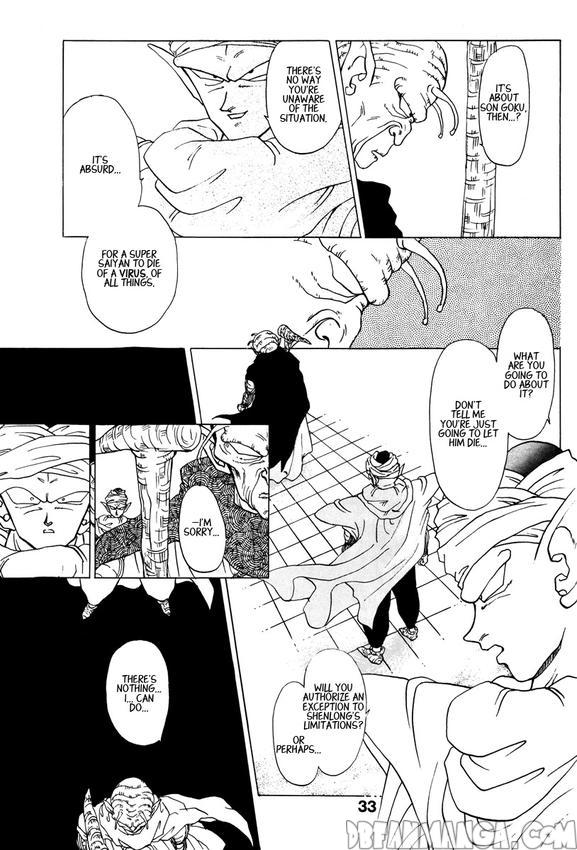 IT'S
ABOUT
SON GOKU,
THEN...?
THERE'S
NO WAY
YOU'RE
UNAWARE
OF THE
SITUATION.
IT'S
ABSURD...
FOR A SUPER
SAIYAN TO DIE
OF A VIRUS, OF
ALL THINGS.
WHAT
ARE YOU
GOING TO
DO ABOUT
IT?
DON'T
TELL ME
YOU'RE JUST
GOING TO LET
HIM DIE...
WILL YOU
AUTHORIZE AN
EXCEPTION TO
SHENLONG'S
LIMITATIONS?
OR
PERHAPS...
—I'M
SORRY...
THERE'S
NOTHING...
I... CAN
DO...
33
DBFANMANGA.COM